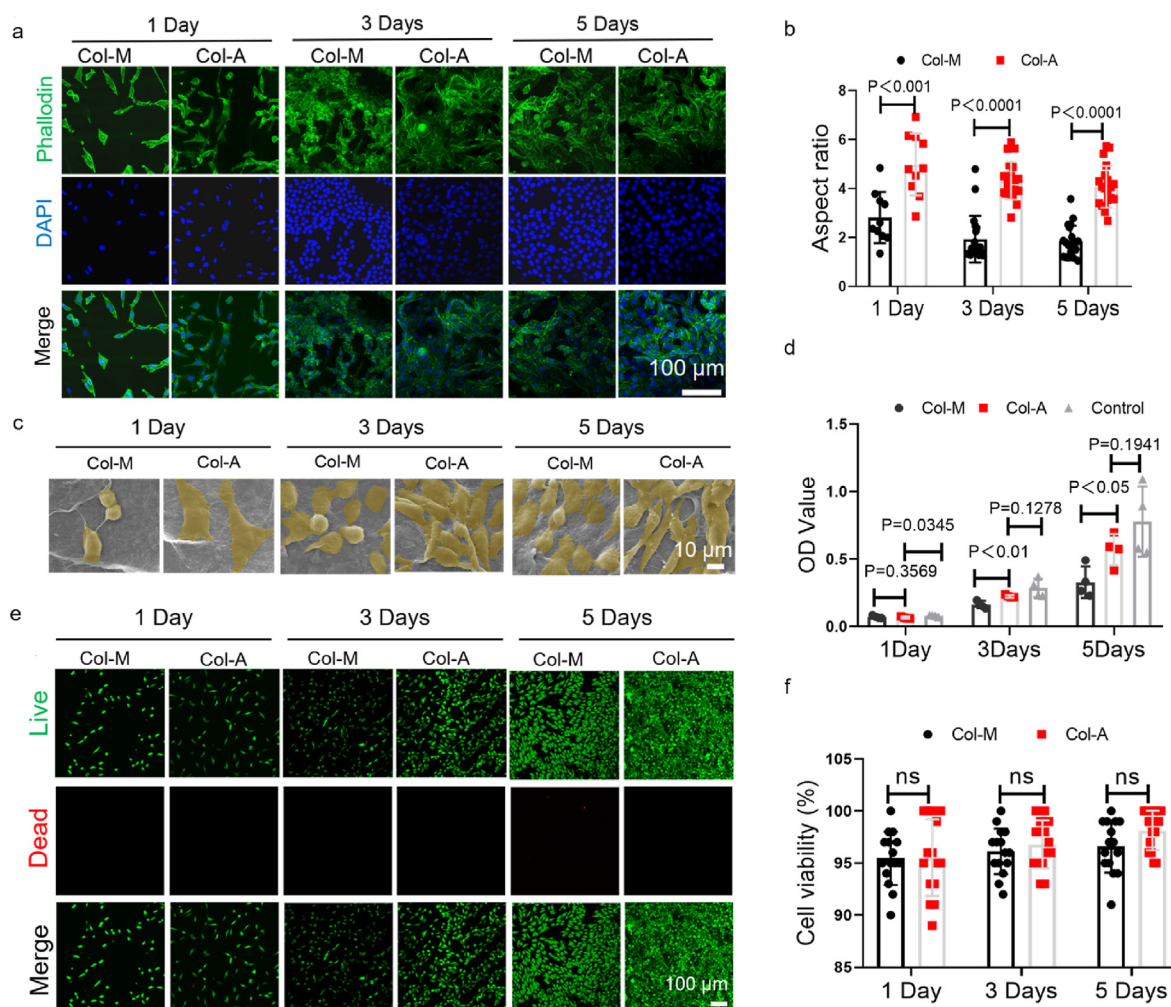 a
1 Day 3 Days 5 Days
Col-M Col-A Col-M Col-A Col-M Col-A
Phallodin
DAPI
Merge
100 μm
b
Col-M Col-A
P<0.001
P<0.0001
P<0.0001
Aspect ratio
8
6
4
2
0
1 Day 3 Days 5 Days
c
1 Day 3 Days 5 Days
Col-M Col-A Col-M Col-A Col-M Col-A
10 μm
d
Col-M Col-A Control
P=0.1941
P<0.05
P=0.1278
P<0.01
P=0.0345
P=0.3569
OD Value
1.5
1.0
0.5
0.0
1Day 3Days 5Days
e
1 Day 3 Days 5 Days
Col-M Col-A Col-M Col-A Col-M Col-A
Live
Dead
Merge
100 μm
f
Col-M Col-A
ns ns ns
Cell viability (%)
105
100
95
90
85
1 Day 3 Days 5 Days